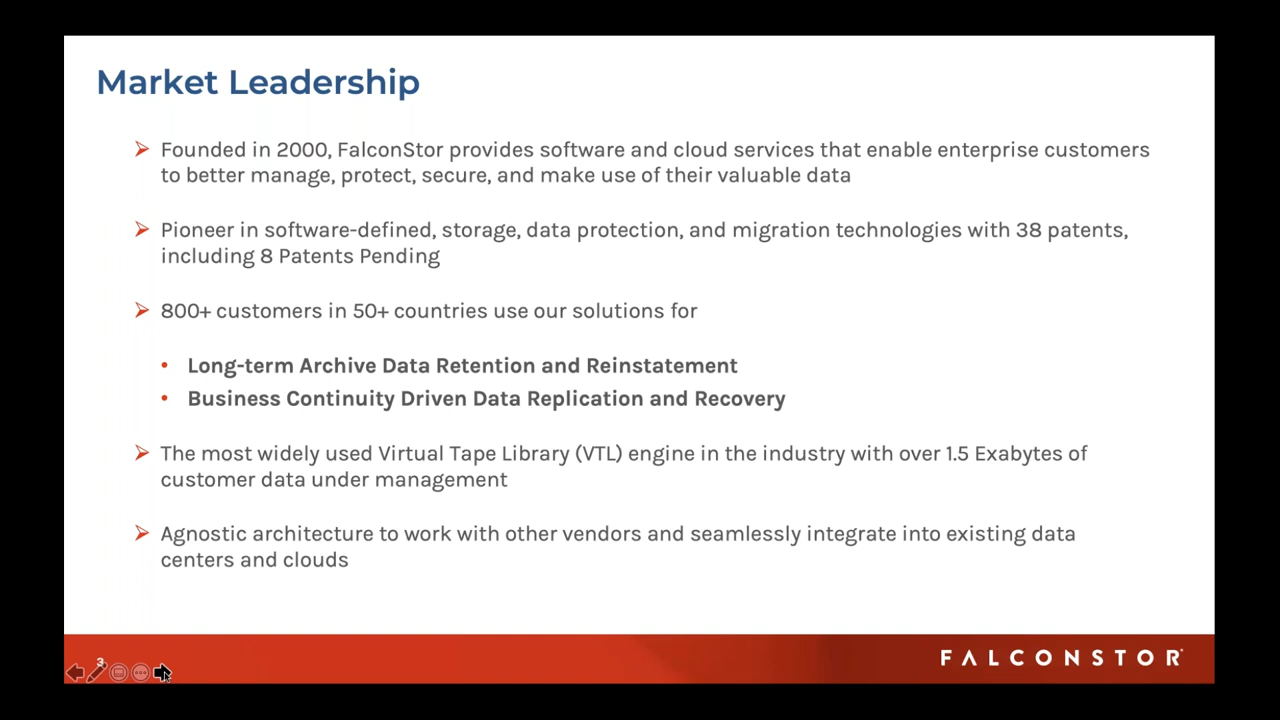 Market Leadership
Founded in 2000, FalconStor provides software and cloud services that enable enterprise customers
to better manage, protect, secure, and make use of their valuable data
Pioneer in software-defined, storage, data protection, and migration technologies with 38 patents,
including 8 Patents Pending
800+ customers in 50+ countries use our solutions for
Long-term Archive Data Retention and Reinstatement
Business Continuity Driven Data Replication and Recovery
The most widely used Virtual Tape Library (VTL) engine in the industry with over 1.5 Exabytes of
customer data under management
Agnostic architecture to work with other vendors and seamlessly integrate into existing data
centers and clouds
3
FALCONSTOR